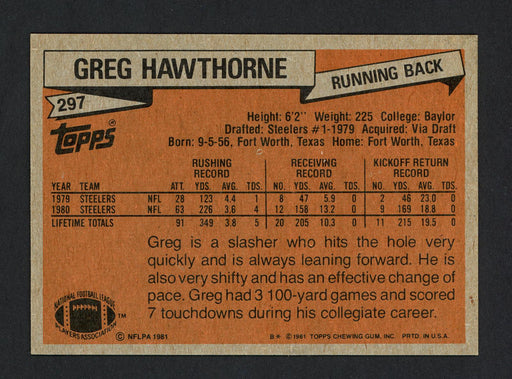 GREG HAWTHORNE
RUNNING BACK
297
TOPPS®
Height: 6'2" Weight: 225 College: Baylor
Drafted: Steelers #1-1979 Acquired: Via Draft
Born: 9-5-56, Fort Worth, Texas Home: Fort Worth, Texas
RUSHING RECORD RECEIVING RECORD KICKOFF RETURN RECORD
YEAR TEAM ATT. YDS. AVG. TDS. NO. YDS. AVG. TDS. NO. YDS. AVG. TDS.
1979 STEELERS NFL 28 123 4.4 1 8 47 5.9 0 2 46 23.0 0
1980 STEELERS NFL 63 226 3.6 4 12 158 13.2 0 9 169 18.8 0
LIFETIME TOTALS 91 349 3.8 5 20 205 10.3 0 11 215 19.5 0
Greg is a slasher who hits the hole very
quickly and is always leaning forward. He is
also very shifty and has an effective change of
pace. Greg had 3 100-yard games and scored
7 touchdowns during his collegiate career.
NATIONAL FOOTBALL LEAGUE
PLAYERS ASSOCIATION
TM
© NFLPA 1981
B* © 1981 TOPPS CHEWING GUM, INC. PRTD. IN U.S.A.